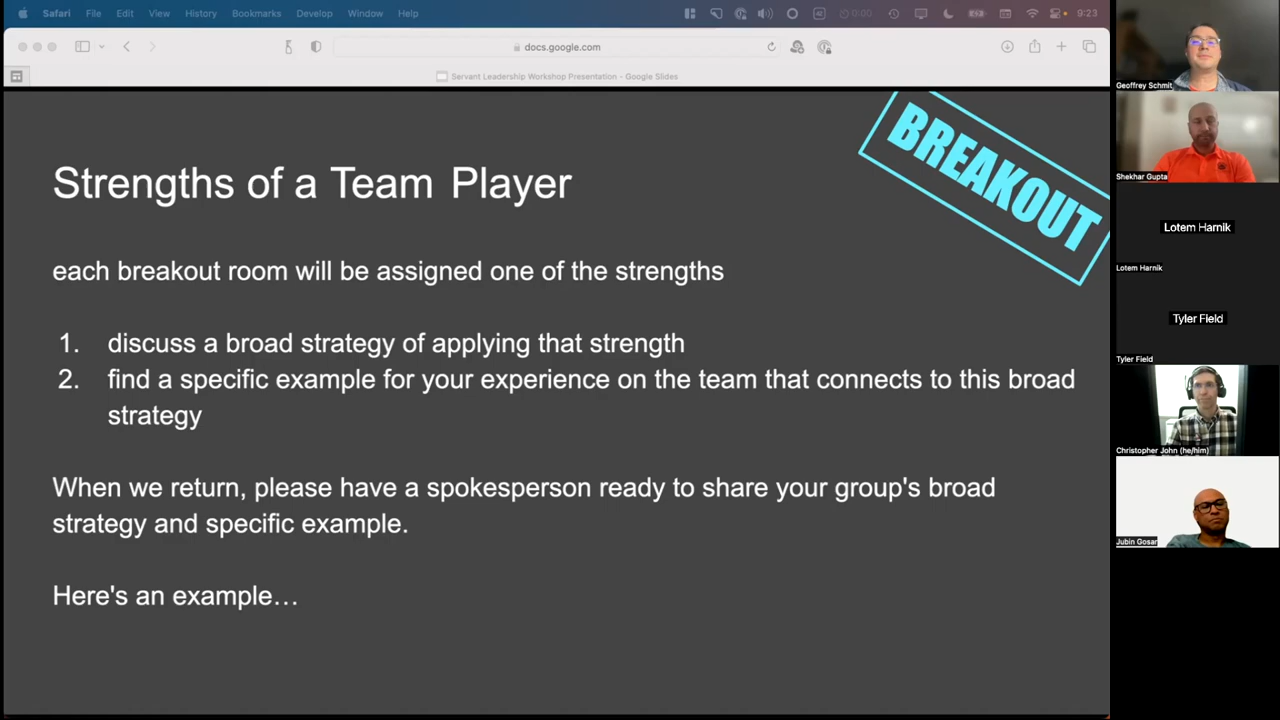 Safari File Edit View History Bookmarks Develop Window Help 0:00 9:23
docs.google.com
Servant Leadership Workshop Presentation - Google Slides
BREAKOUT
Strengths of a Team Player
each breakout room will be assigned one of the strengths
1. discuss a broad strategy of applying that strength
2. find a specific example for your experience on the team that connects to this broad
strategy
When we return, please have a spokesperson ready to share your group's broad
strategy and specific example.
Here's an example…
Geoffrey Schmit
Shekhar Gupta
Lotem Harnik
Lotem Harnik
Tyler Field
Tyler Field
Christopher John (he/him)
Jubin Gosar